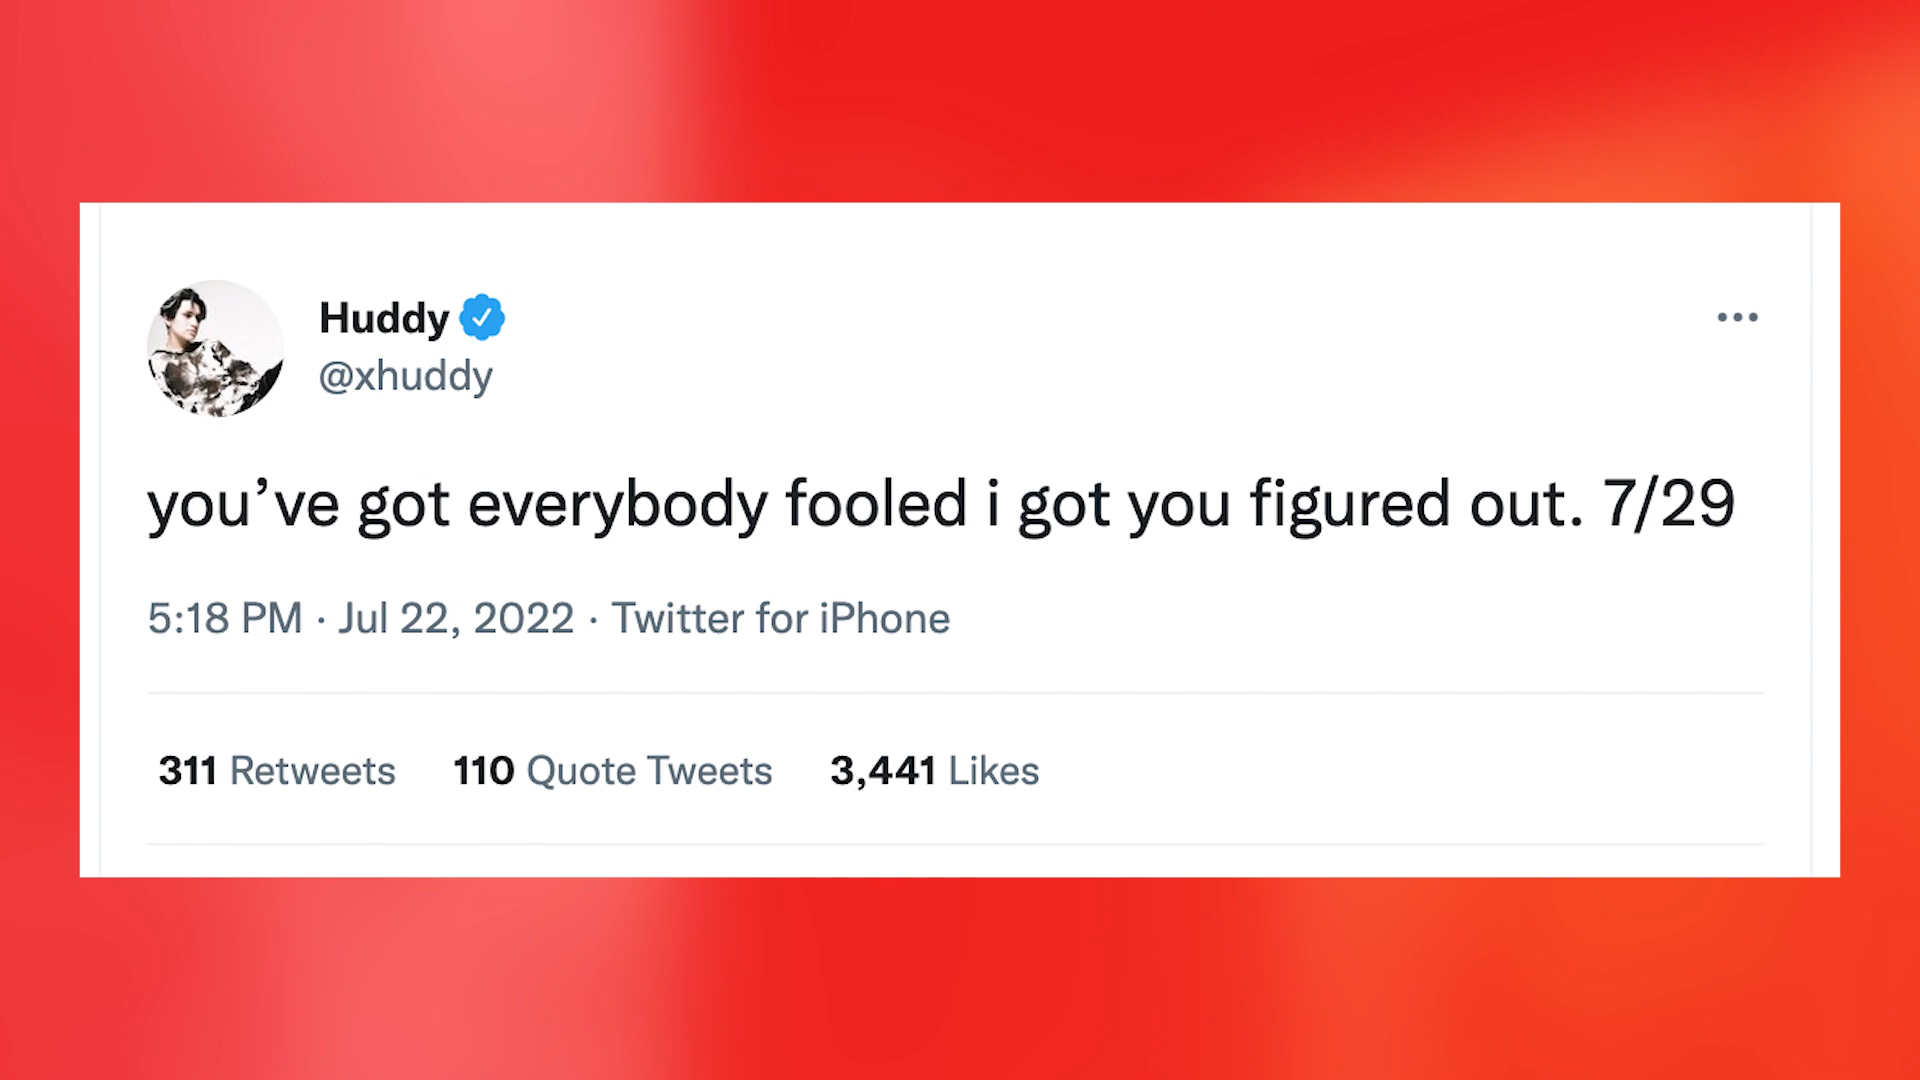 Huddy
@xhuddy
you’ve got everybody fooled i got you figured out. 7/29
5:18 PM · Jul 22, 2022 · Twitter for iPhone
311 Retweets 110 Quote Tweets 3,441 Likes